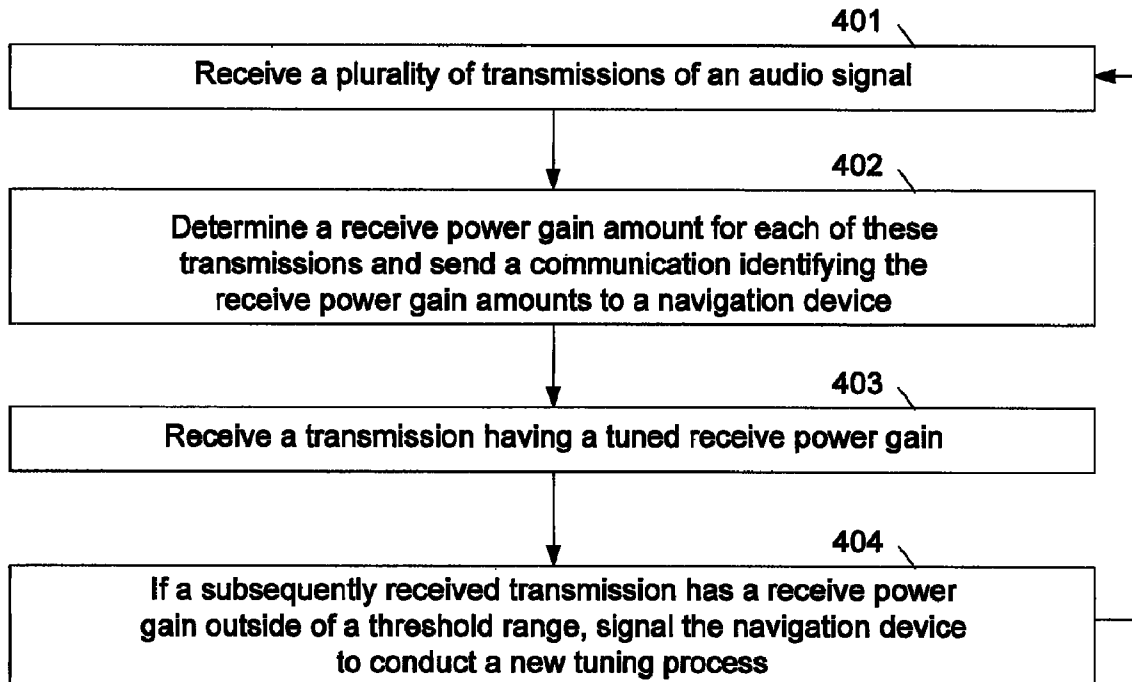 401
Receive a plurality of transmissions of an audio signal
402
Determine a receive power gain amount for each of these
transmissions and send a communication identifying the
receive power gain amounts to a navigation device
403
Receive a transmission having a tuned receive power gain
404
If a subsequently received transmission has a receive power
gain outside of a threshold range, signal the navigation device
to conduct a new tuning process